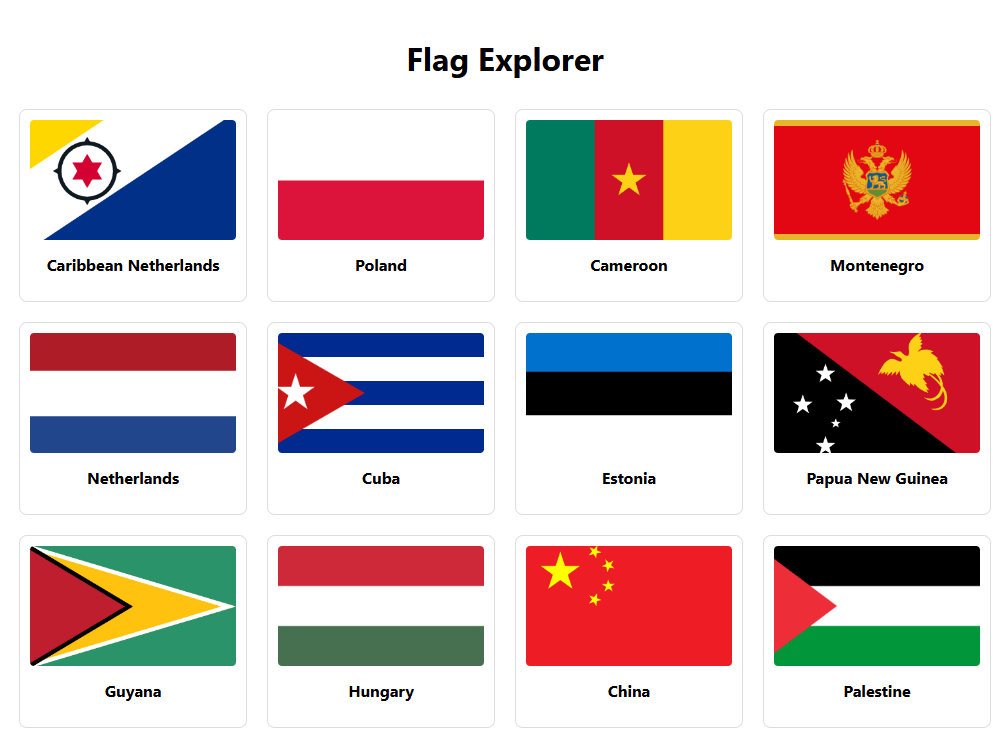 Flag Explorer
Caribbean Netherlands
Poland
Cameroon
Montenegro
Netherlands
Cuba
Estonia
Papua New Guinea
Guyana
Hungary
China
Palestine